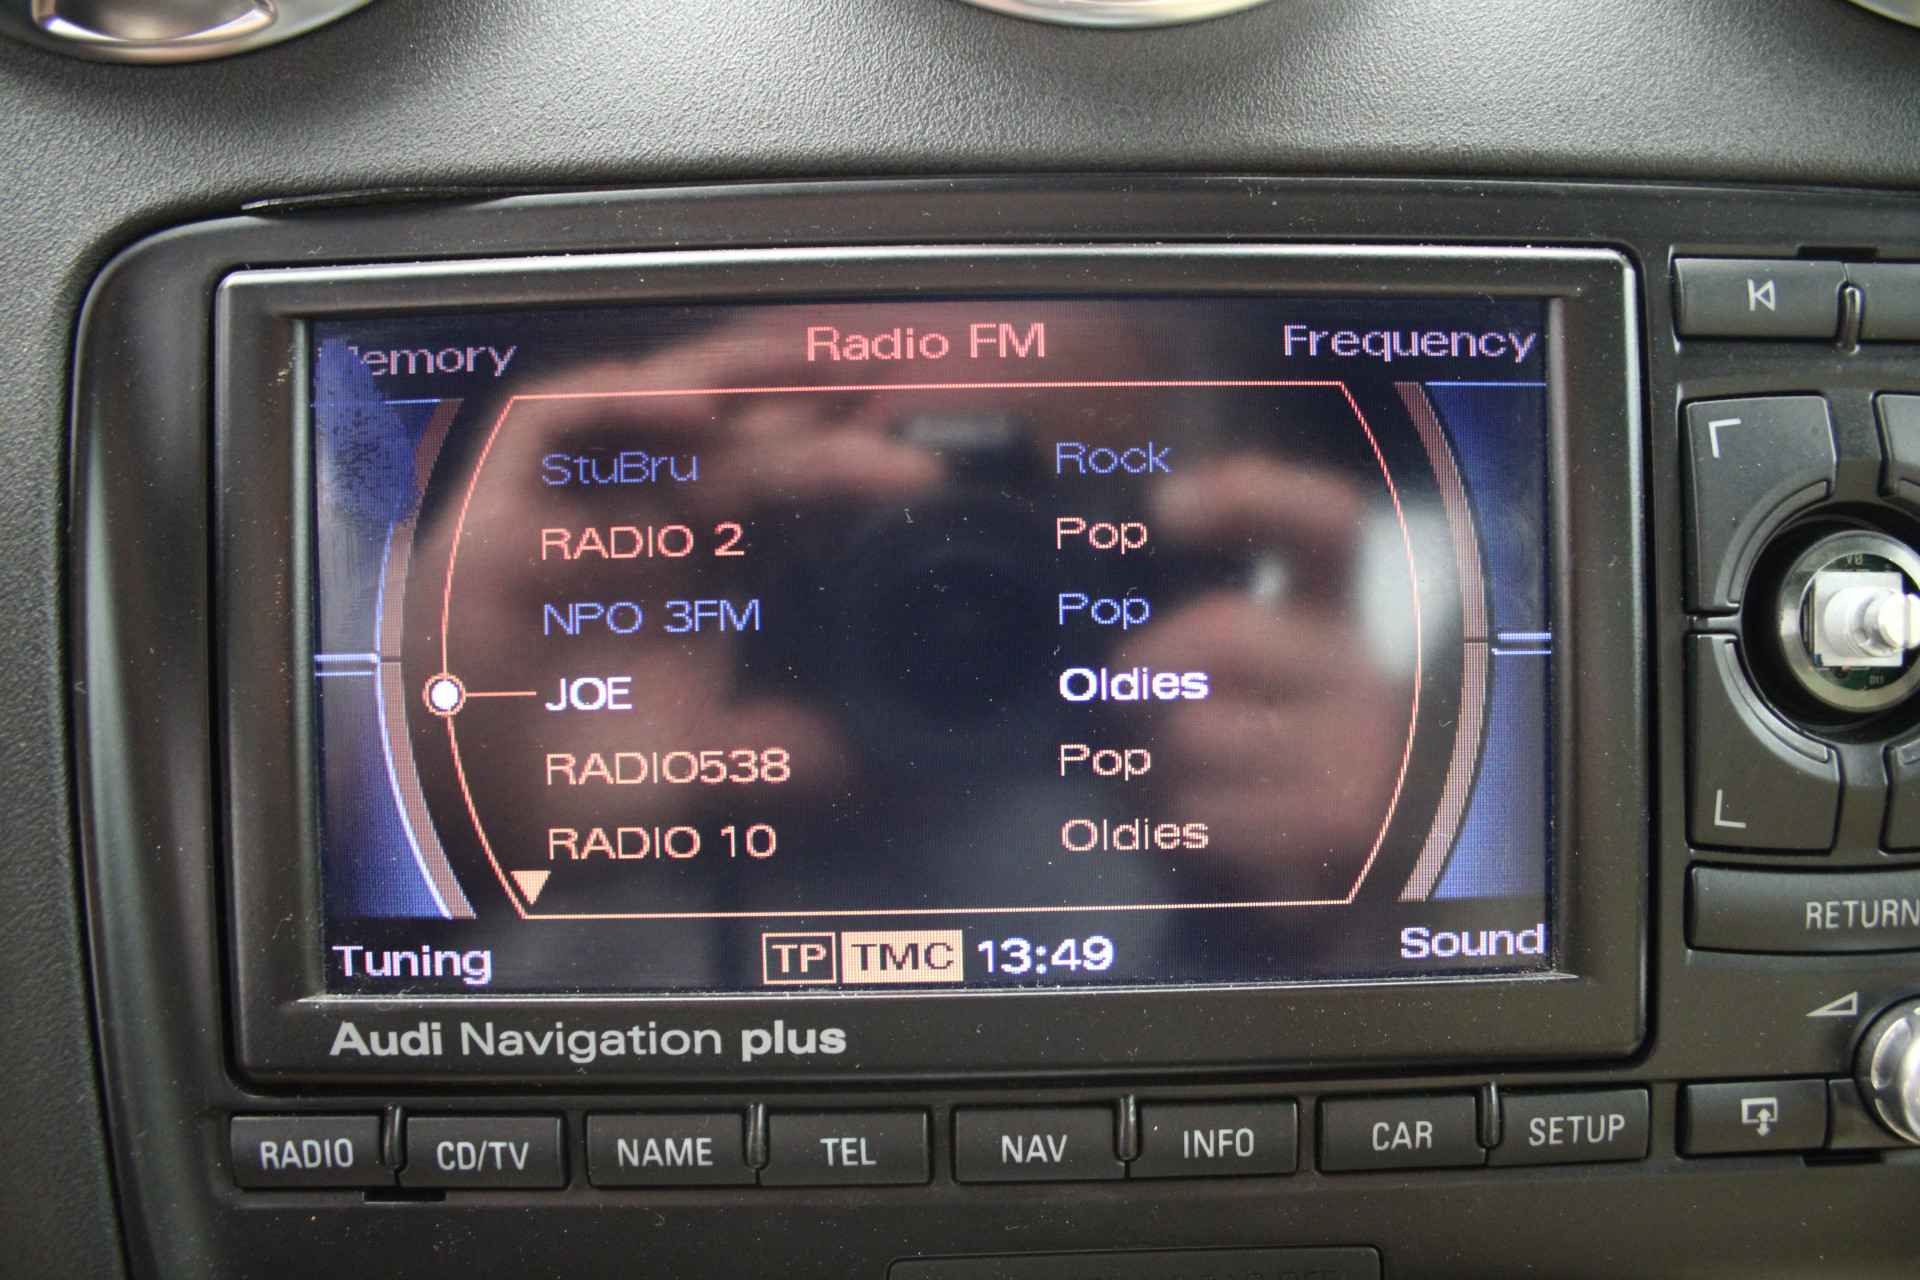 Memory Radio FM Frequency
StuBru Rock
RADIO 2 Pop
NPO 3FM Pop
JOE Oldies
RADIO538 Pop
RADIO 10 Oldies
Tuning TP TMC 13:49 Sound
Audi Navigation plus
RETURN
RADIO CD/TV NAME TEL NAV INFO CAR SETUP